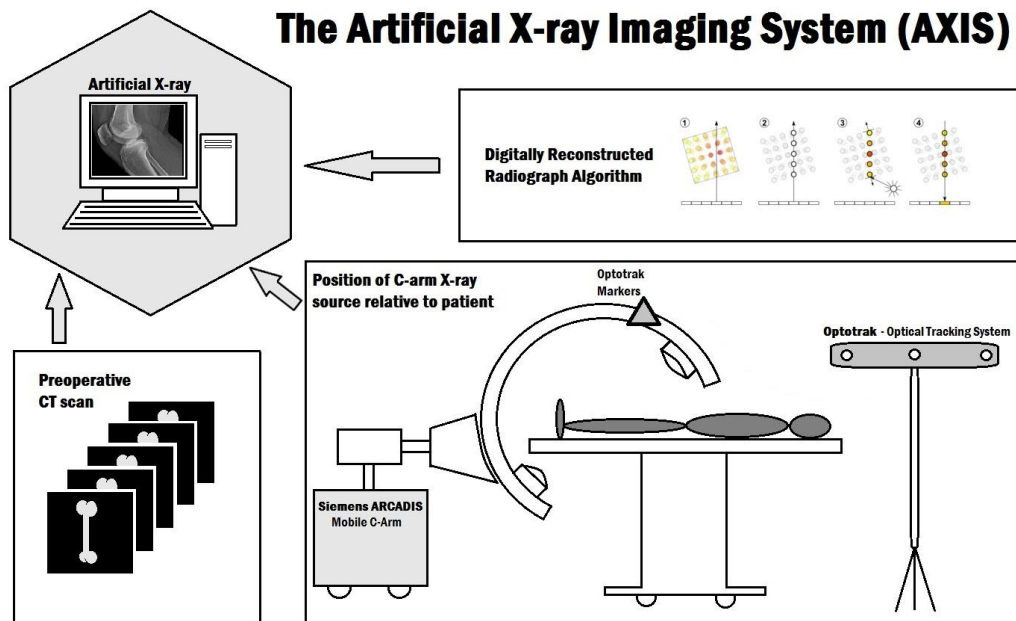 The Artificial X-ray Imaging System (AXIS)
Artificial X-ray
Digitally Reconstructed
Radiograph Algorithm
1 2 3 4
Position of C-arm X-ray
source relative to patient
Optotrak
Markers
Optotrak - Optical Tracking System
Preoperative
CT scan
Siemens ARCADIS
Mobile C-Arm